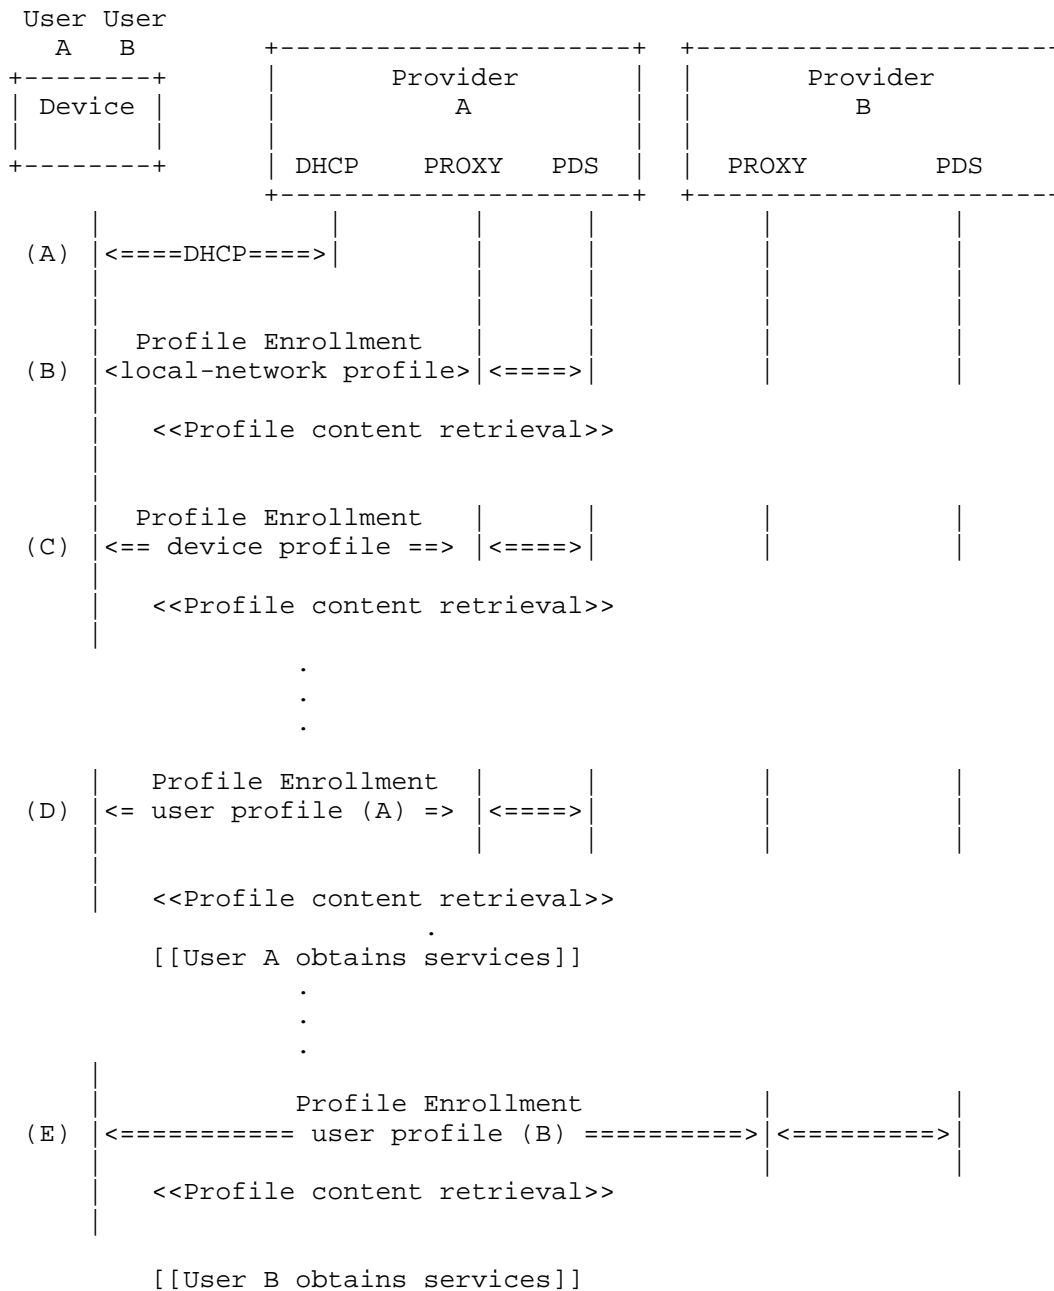 User User
A B
Provider Provider
Device A B
DHCP PROXY PDS PROXY PDS
(A) <====DHCP====>
Profile Enrollment
(B) <local-network profile> <====>
<<Profile content retrieval>>
Profile Enrollment
(C) <== device profile ==> <====>
<<Profile content retrieval>>
.
.
.
Profile Enrollment
(D) <= user profile (A) => <====>
<<Profile content retrieval>>
.
[[User A obtains services]]
.
.
.
Profile Enrollment
(E) <=========== user profile (B) ==========> <=========>
<<Profile content retrieval>>
[[User B obtains services]]